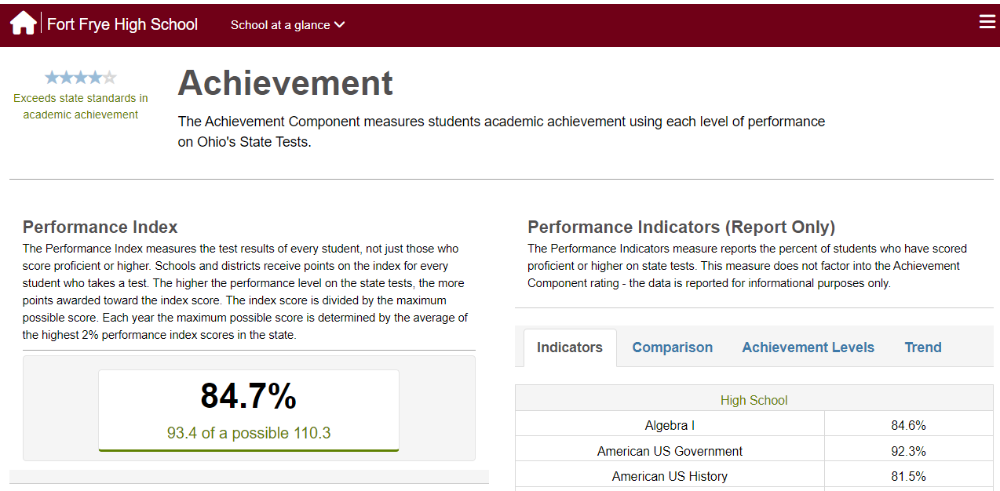 Fort Frye High School
School at a glance
Exceeds state standards in
academic achievement
Achievement
The Achievement Component measures students academic achievement using each level of performance
on Ohio's State Tests.
Performance Index
The Performance Index measures the test results of every student, not just those who
score proficient or higher. Schools and districts receive points on the index for every
student who takes a test. The higher the performance level on the state tests, the more
points awarded toward the index score. The index score is divided by the maximum
possible score. Each year the maximum possible score is determined by the average of
the highest 2% performance index scores in the state.
84.7%
93.4 of a possible 110.3
Performance Indicators (Report Only)
The Performance Indicators measure reports the percent of students who have scored
proficient or higher on state tests. This measure does not factor into the Achievement
Component rating - the data is reported for informational purposes only.
Indicators Comparison Achievement Levels Trend
High School
Algebra I 84.6%
American US Government 92.3%
American US History 81.5%